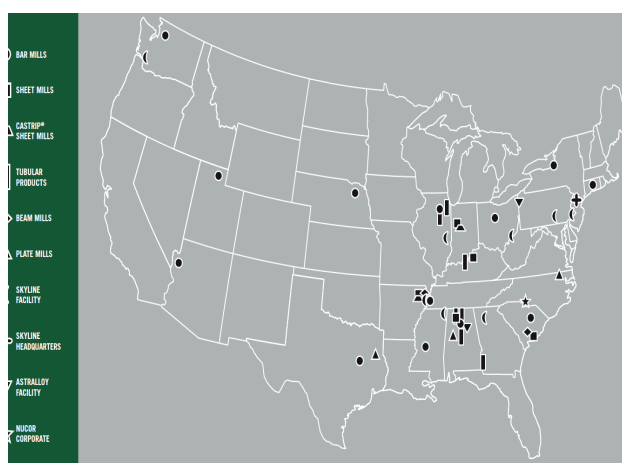 BAR MILLS
SHEET MILLS
CASTRIP®
SHEET MILLS
TUBULAR
PRODUCTS
BEAM MILLS
PLATE MILLS
SKYLINE
FACILITY
SKYLINE
HEADQUARTERS
ASTRALLOY
FACILITY
NUCOR
CORPORATE